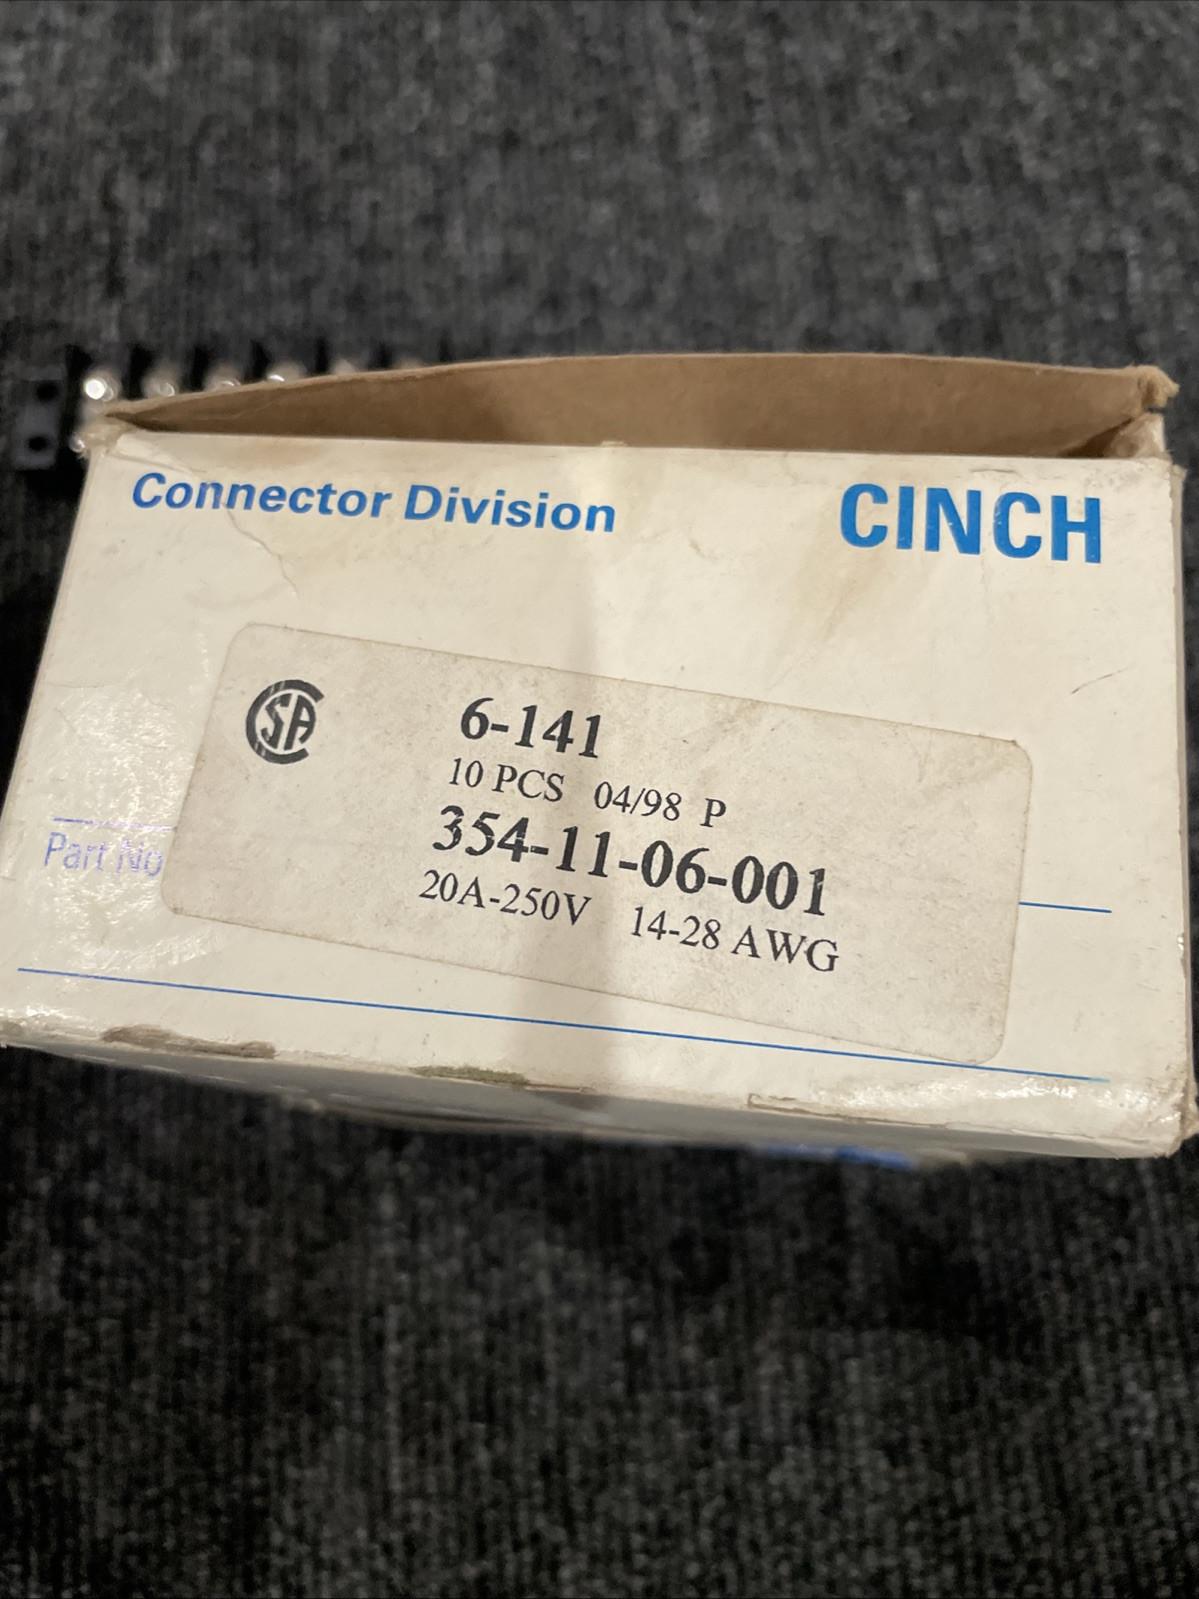 Connector Division CINCH
CSA
6-141
10 PCS 04/98 P
354-11-06-001
Part No
20A-250V 14-28 AWG